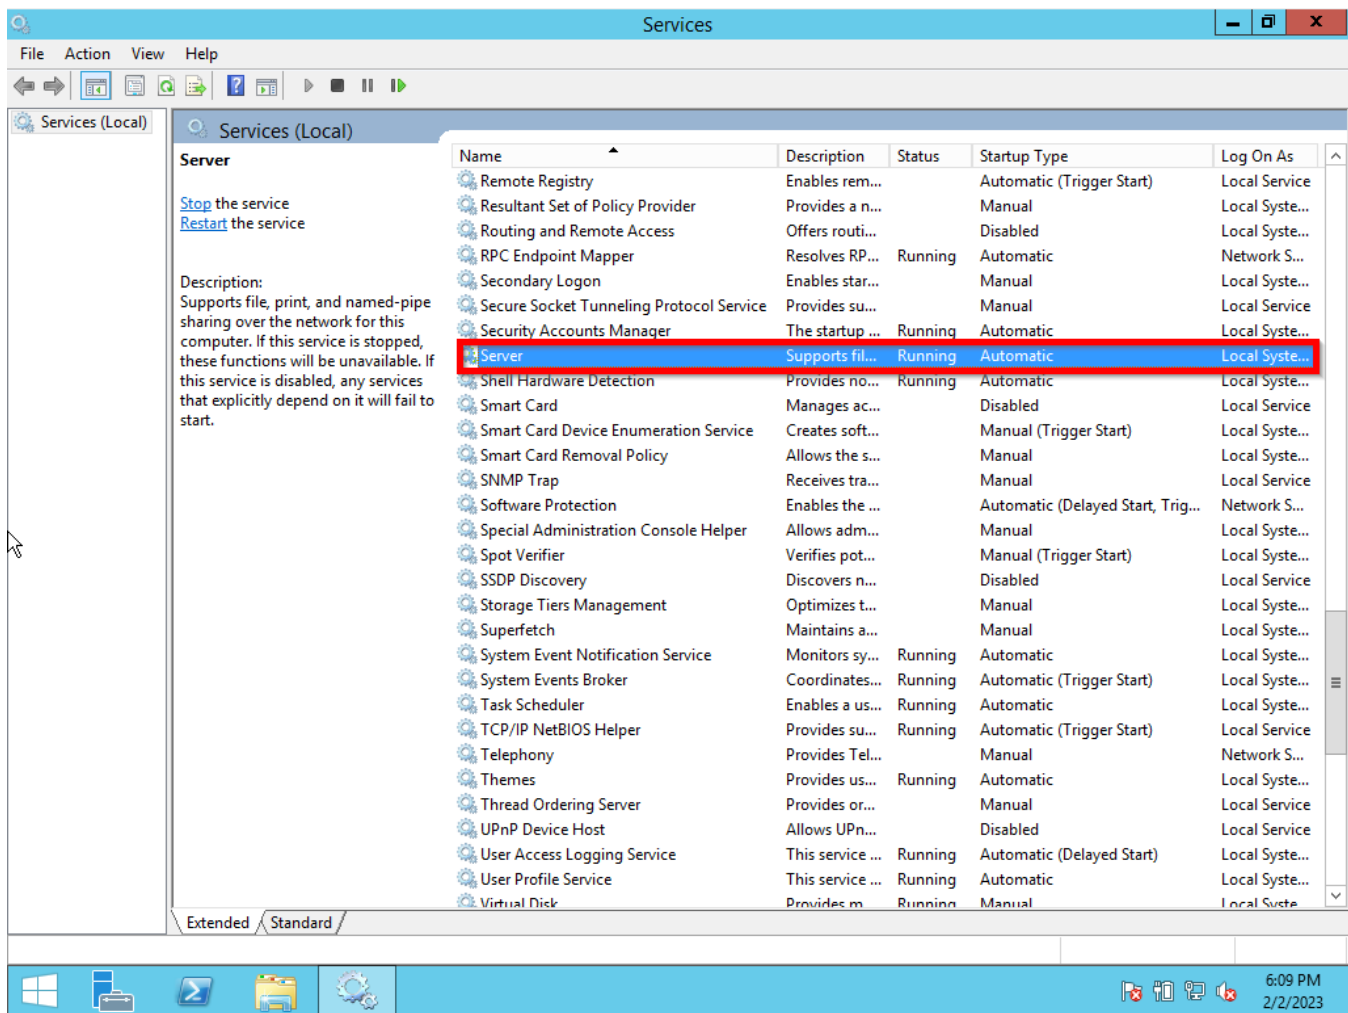 Services
File Action View Help
Services (Local)
Services (Local)
Server
Stop the service
Restart the service
Description:
Supports file, print, and named-pipe
sharing over the network for this
computer. If this service is stopped,
these functions will be unavailable. If
this service is disabled, any services
that explicitly depend on it will fail to
start.
Name Description Status Startup Type Log On As
Remote Registry Enables rem... Automatic (Trigger Start) Local Service
Resultant Set of Policy Provider Provides a n... Manual Local Syste...
Routing and Remote Access Offers routi... Disabled Local Syste...
RPC Endpoint Mapper Resolves RP... Running Automatic Network S...
Secondary Logon Enables star... Manual Local Syste...
Secure Socket Tunneling Protocol Service Provides su... Manual Local Service
Security Accounts Manager The startup ... Running Automatic Local Syste...
Server Supports fil... Running Automatic Local Syste...
Shell Hardware Detection Provides no... Running Automatic Local Syste...
Smart Card Manages ac... Disabled Local Service
Smart Card Device Enumeration Service Creates soft... Manual (Trigger Start) Local Syste...
Smart Card Removal Policy Allows the s... Manual Local Syste...
SNMP Trap Receives tra... Manual Local Service
Software Protection Enables the ... Automatic (Delayed Start, Trig... Network S...
Special Administration Console Helper Allows adm... Manual Local Syste...
Spot Verifier Verifies pot... Manual (Trigger Start) Local Syste...
SSDP Discovery Discovers n... Disabled Local Service
Storage Tiers Management Optimizes t... Manual Local Syste...
Superfetch Maintains a... Manual Local Syste...
System Event Notification Service Monitors sy... Running Automatic Local Syste...
System Events Broker Coordinates... Running Automatic (Trigger Start) Local Syste...
Task Scheduler Enables a us... Running Automatic Local Syste...
TCP/IP NetBIOS Helper Provides su... Running Automatic (Trigger Start) Local Service
Telephony Provides Tel... Manual Network S...
Themes Provides us... Running Automatic Local Syste...
Thread Ordering Server Provides or... Manual Local Service
UPnP Device Host Allows UPn... Disabled Local Service
User Access Logging Service This service ... Running Automatic (Delayed Start) Local Syste...
User Profile Service This service ... Running Automatic Local Syste...
Virtual Disk Provides m... Running Manual Local Syste...
Extended Standard
6:09 PM
2/2/2023